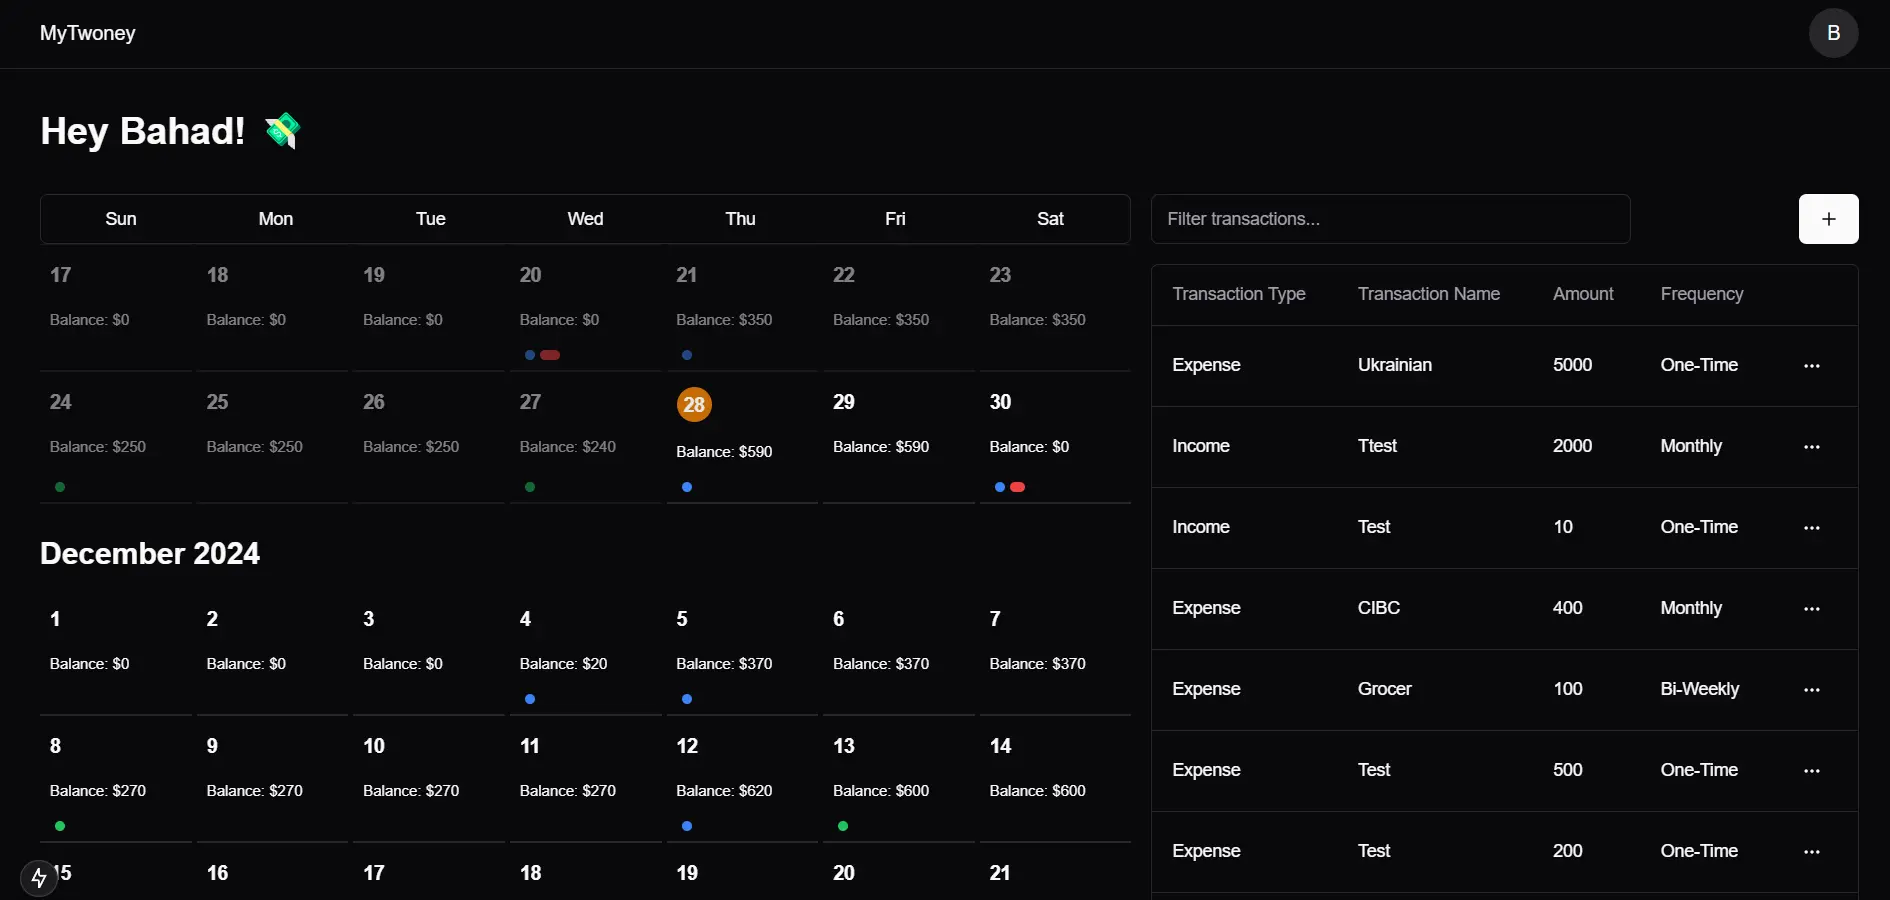 MyTwoney
B
Hey Bahad! 💸
Sun Mon Tue Wed Thu Fri Sat
17 18 19 20 21 22 23
Balance: $0 Balance: $0 Balance: $0 Balance: $0 Balance: $350 Balance: $350 Balance: $350
24 25 26 27 28 29 30
Balance: $250 Balance: $250 Balance: $250 Balance: $240 Balance: $590 Balance: $590 Balance: $0
December 2024
1 2 3 4 5 6 7
Balance: $0 Balance: $0 Balance: $0 Balance: $20 Balance: $370 Balance: $370 Balance: $370
8 9 10 11 12 13 14
Balance: $270 Balance: $270 Balance: $270 Balance: $270 Balance: $620 Balance: $600 Balance: $600
15 16 17 18 19 20 21
Filter transactions...
+
Transaction Type Transaction Name Amount Frequency
Expense Ukrainian 5000 One-Time ...
Income Ttest 2000 Monthly ...
Income Test 10 One-Time ...
Expense CIBC 400 Monthly ...
Expense Grocer 100 Bi-Weekly ...
Expense Test 500 One-Time ...
Expense Test 200 One-Time ...